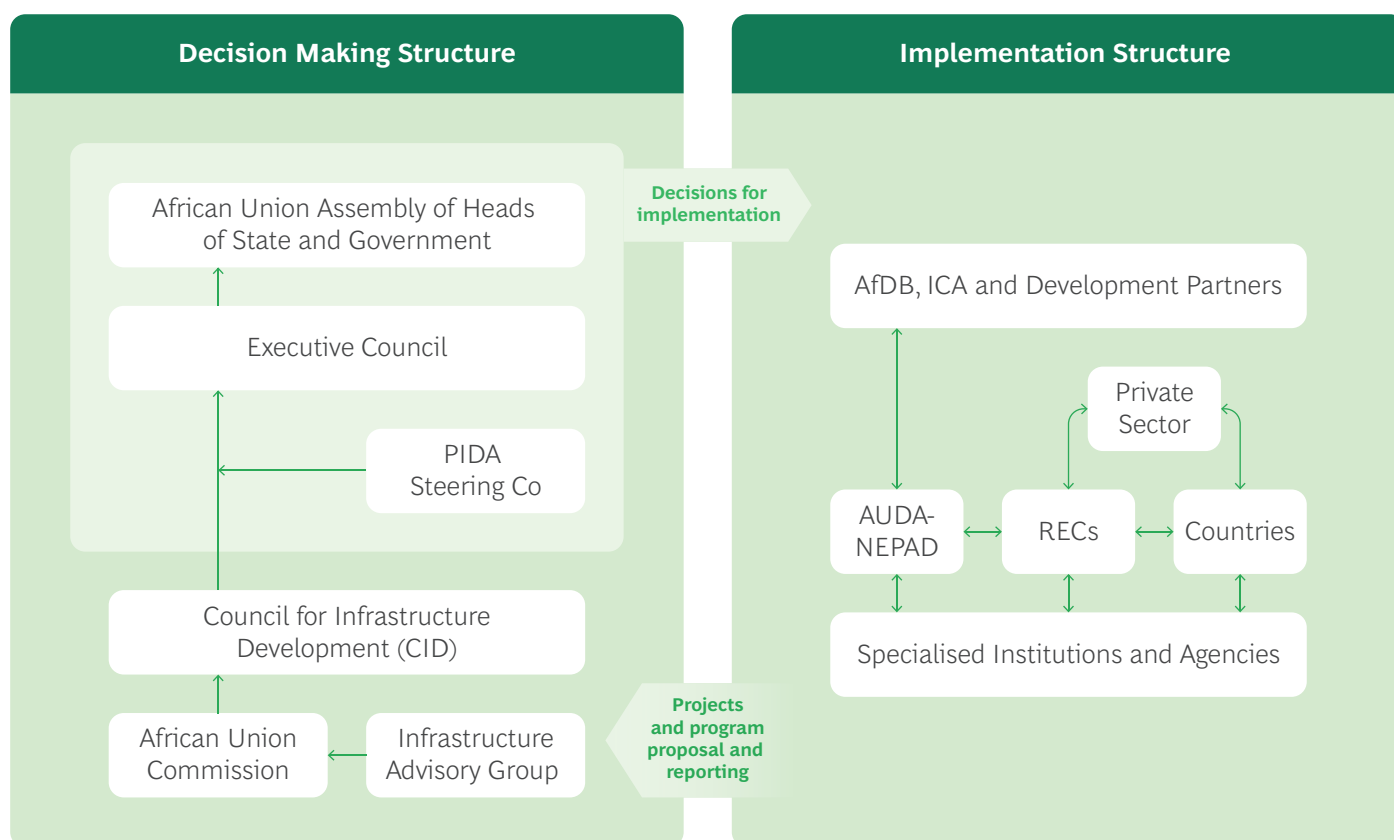 Decision Making Structure
African Union Assembly of Heads
of State and Government
Executive Council
PIDA
Steering Co
Council for Infrastructure
Development (CID)
African Union
Commission
Infrastructure
Advisory Group
Decisions for
implementation
Projects
and program
proposal and
reporting
Implementation Structure
AfDB, ICA and Development Partners
Private
Sector
AUDA-
NEPAD
RECs
Countries
Specialised Institutions and Agencies